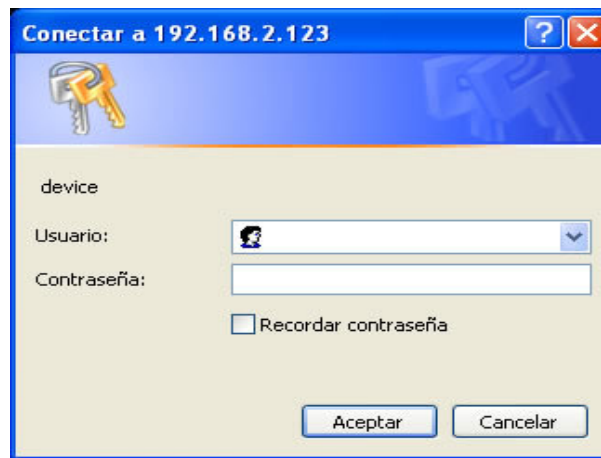 Conectar a 192.168.2.123
device
Usuario:
Contraseña:
Recordar contraseña
Aceptar Cancelar